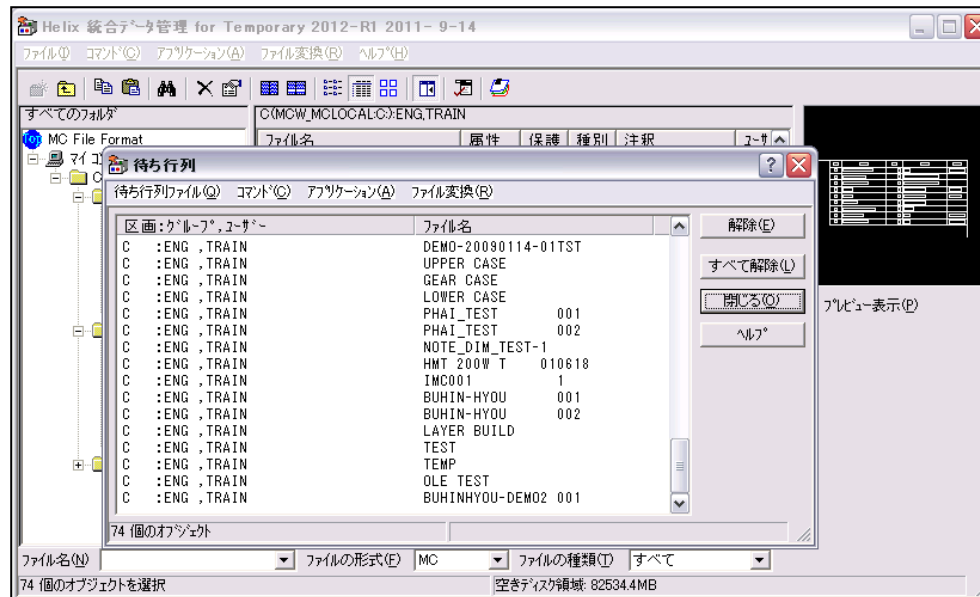 Helix 統合ﾃﾞｰﾀ管理 for Temporary 2012-R1 2011- 9-14
ﾌｧｲﾙ(I) ｺﾏﾝﾄﾞ(C) ｱﾌﾟﾘｹｰｼｮﾝ(A) ﾌｧｲﾙ変換(R) ﾍﾙﾌﾟ(H)
すべてのﾌｫﾙﾀﾞ
C(MCW_MCLOCAL:C:):ENG,TRAIN
MC File Format
ﾌｧｲﾙ名 属性 保護 種別 注釈 ﾕｰｻ
マイ
C
待ち行列
待ち行列ﾌｧｲﾙ(Q) ｺﾏﾝﾄﾞ(C) ｱﾌﾟﾘｹｰｼｮﾝ(A) ﾌｧｲﾙ変換(R)
区画:ｸﾞﾙｰﾌﾟ,ﾕｰｻﾞｰ ﾌｧｲﾙ名
C :ENG ,TRAIN DEMO-20090114-01TST
C :ENG ,TRAIN UPPER CASE
C :ENG ,TRAIN GEAR CASE
C :ENG ,TRAIN LOWER CASE
C :ENG ,TRAIN PHAI_TEST 001
C :ENG ,TRAIN PHAI_TEST 002
C :ENG ,TRAIN NOTE_DIM_TEST-1
C :ENG ,TRAIN HMT 200W T 010618
C :ENG ,TRAIN IMC001 1
C :ENG ,TRAIN BUHIN-HYOU 001
C :ENG ,TRAIN BUHIN-HYOU 002
C :ENG ,TRAIN LAYER BUILD
C :ENG ,TRAIN TEST
C :ENG ,TRAIN TEMP
C :ENG ,TRAIN OLE TEST
C :ENG ,TRAIN BUHINHYOU-DEMO2 001
74 個のｵﾌﾞｼﾞｪｸﾄ
解除(E)
すべて解除(L)
閉じる(O)
ﾍﾙﾌﾟ
ﾌﾟﾚﾋﾞｭｰ表示(P)
ﾌｧｲﾙ名(N) ﾌｧｲﾙの形式(F) MC ﾌｧｲﾙの種類(T) すべて
74 個のオブジェクトを選択 空きﾃﾞｨｽｸ領域: 82534.4MB